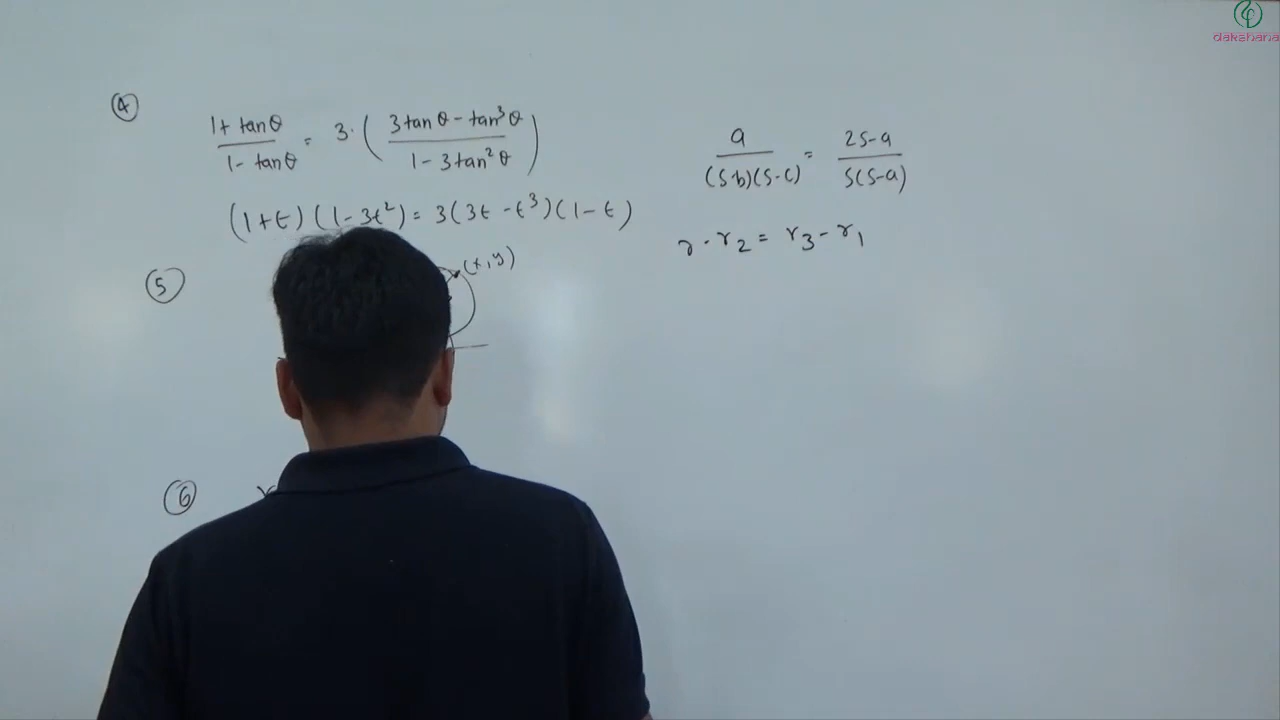 dakshana
④
(1 + tanθ)/(1 - tanθ) = 3·((3tanθ - tan³θ)/(1 - 3tan²θ))
(1+t)(1-3t²) = 3(3t - t³)(1-t)
⑤
(x,y)
⑥
a/((s-b)(s-c)) = (2s-a)/(s(s-a))
r·r₂ = r₃ - r₁